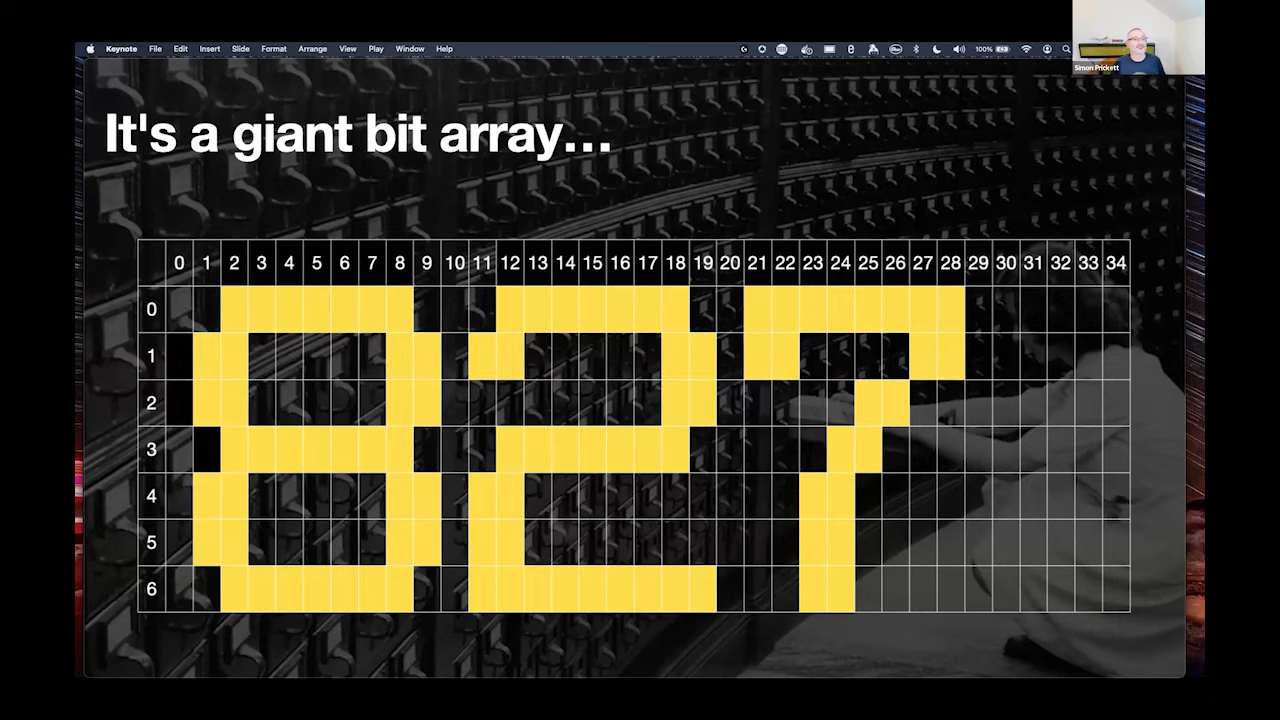 Keynote File Edit Insert Slide Format Arrange View Play Window Help 100%
Simon Prickett
It's a giant bit array…
0 1 2 3 4 5 6 7 8 9 10 11 12 13 14 15 16 17 18 19 20 21 22 23 24 25 26 27 28 29 30 31 32 33 34
0
1
2
3
4
5
6
827